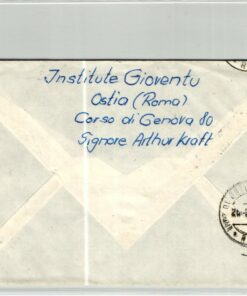 Institute Gioventu
Ostia (Roma)
Corso di Genova 80
Signore Arthur Kraft